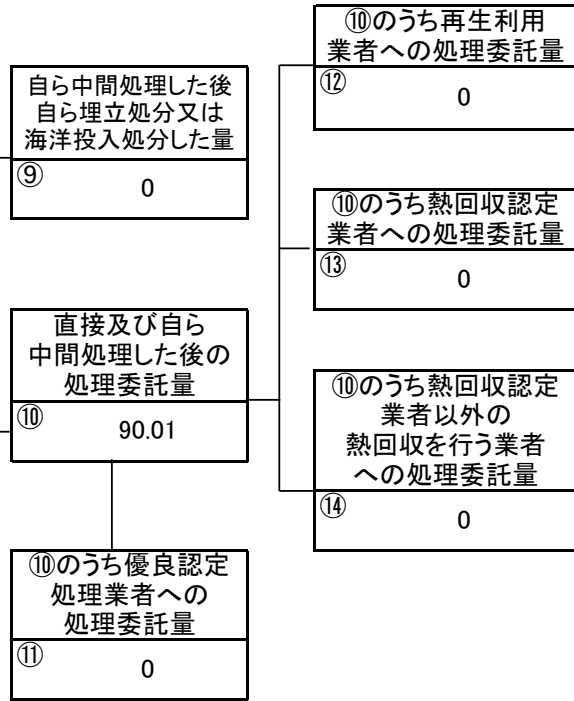 自ら中間処理した後
自ら埋立処分又は
海洋投入処分した量
⑨
0
直接及び自ら
中間処理した後の
処理委託量
⑩
90.01
⑩のうち優良認定
処理業者への
処理委託量
⑪
0
⑩のうち再生利用
業者への処理委託量
⑫
0
⑩のうち熱回収認定
業者への処理委託量
⑬
0
⑩のうち熱回収認定
業者以外の
熱回収を行う業者
への処理委託量
⑭
0